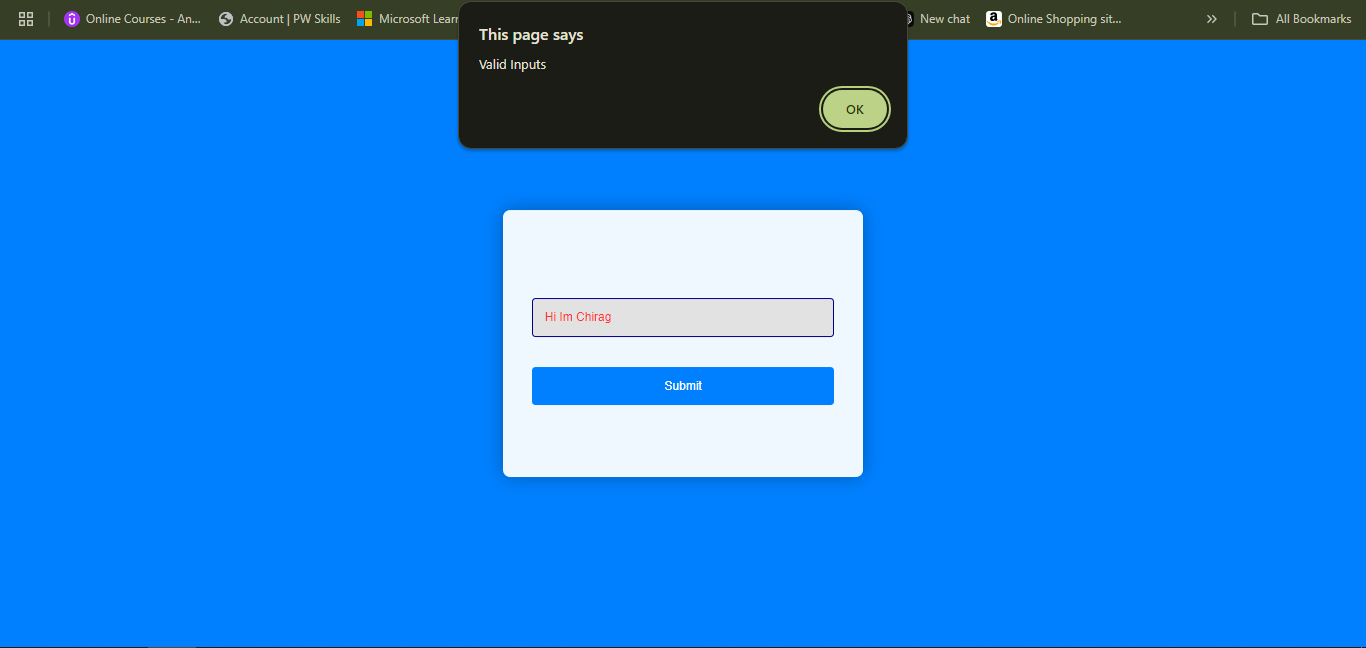 Online Courses - An...
Account | PW Skills
Microsoft Lear
New chat
Online Shopping sit...
All Bookmarks
This page says
Valid Inputs
OK
Hi Im Chirag
Submit